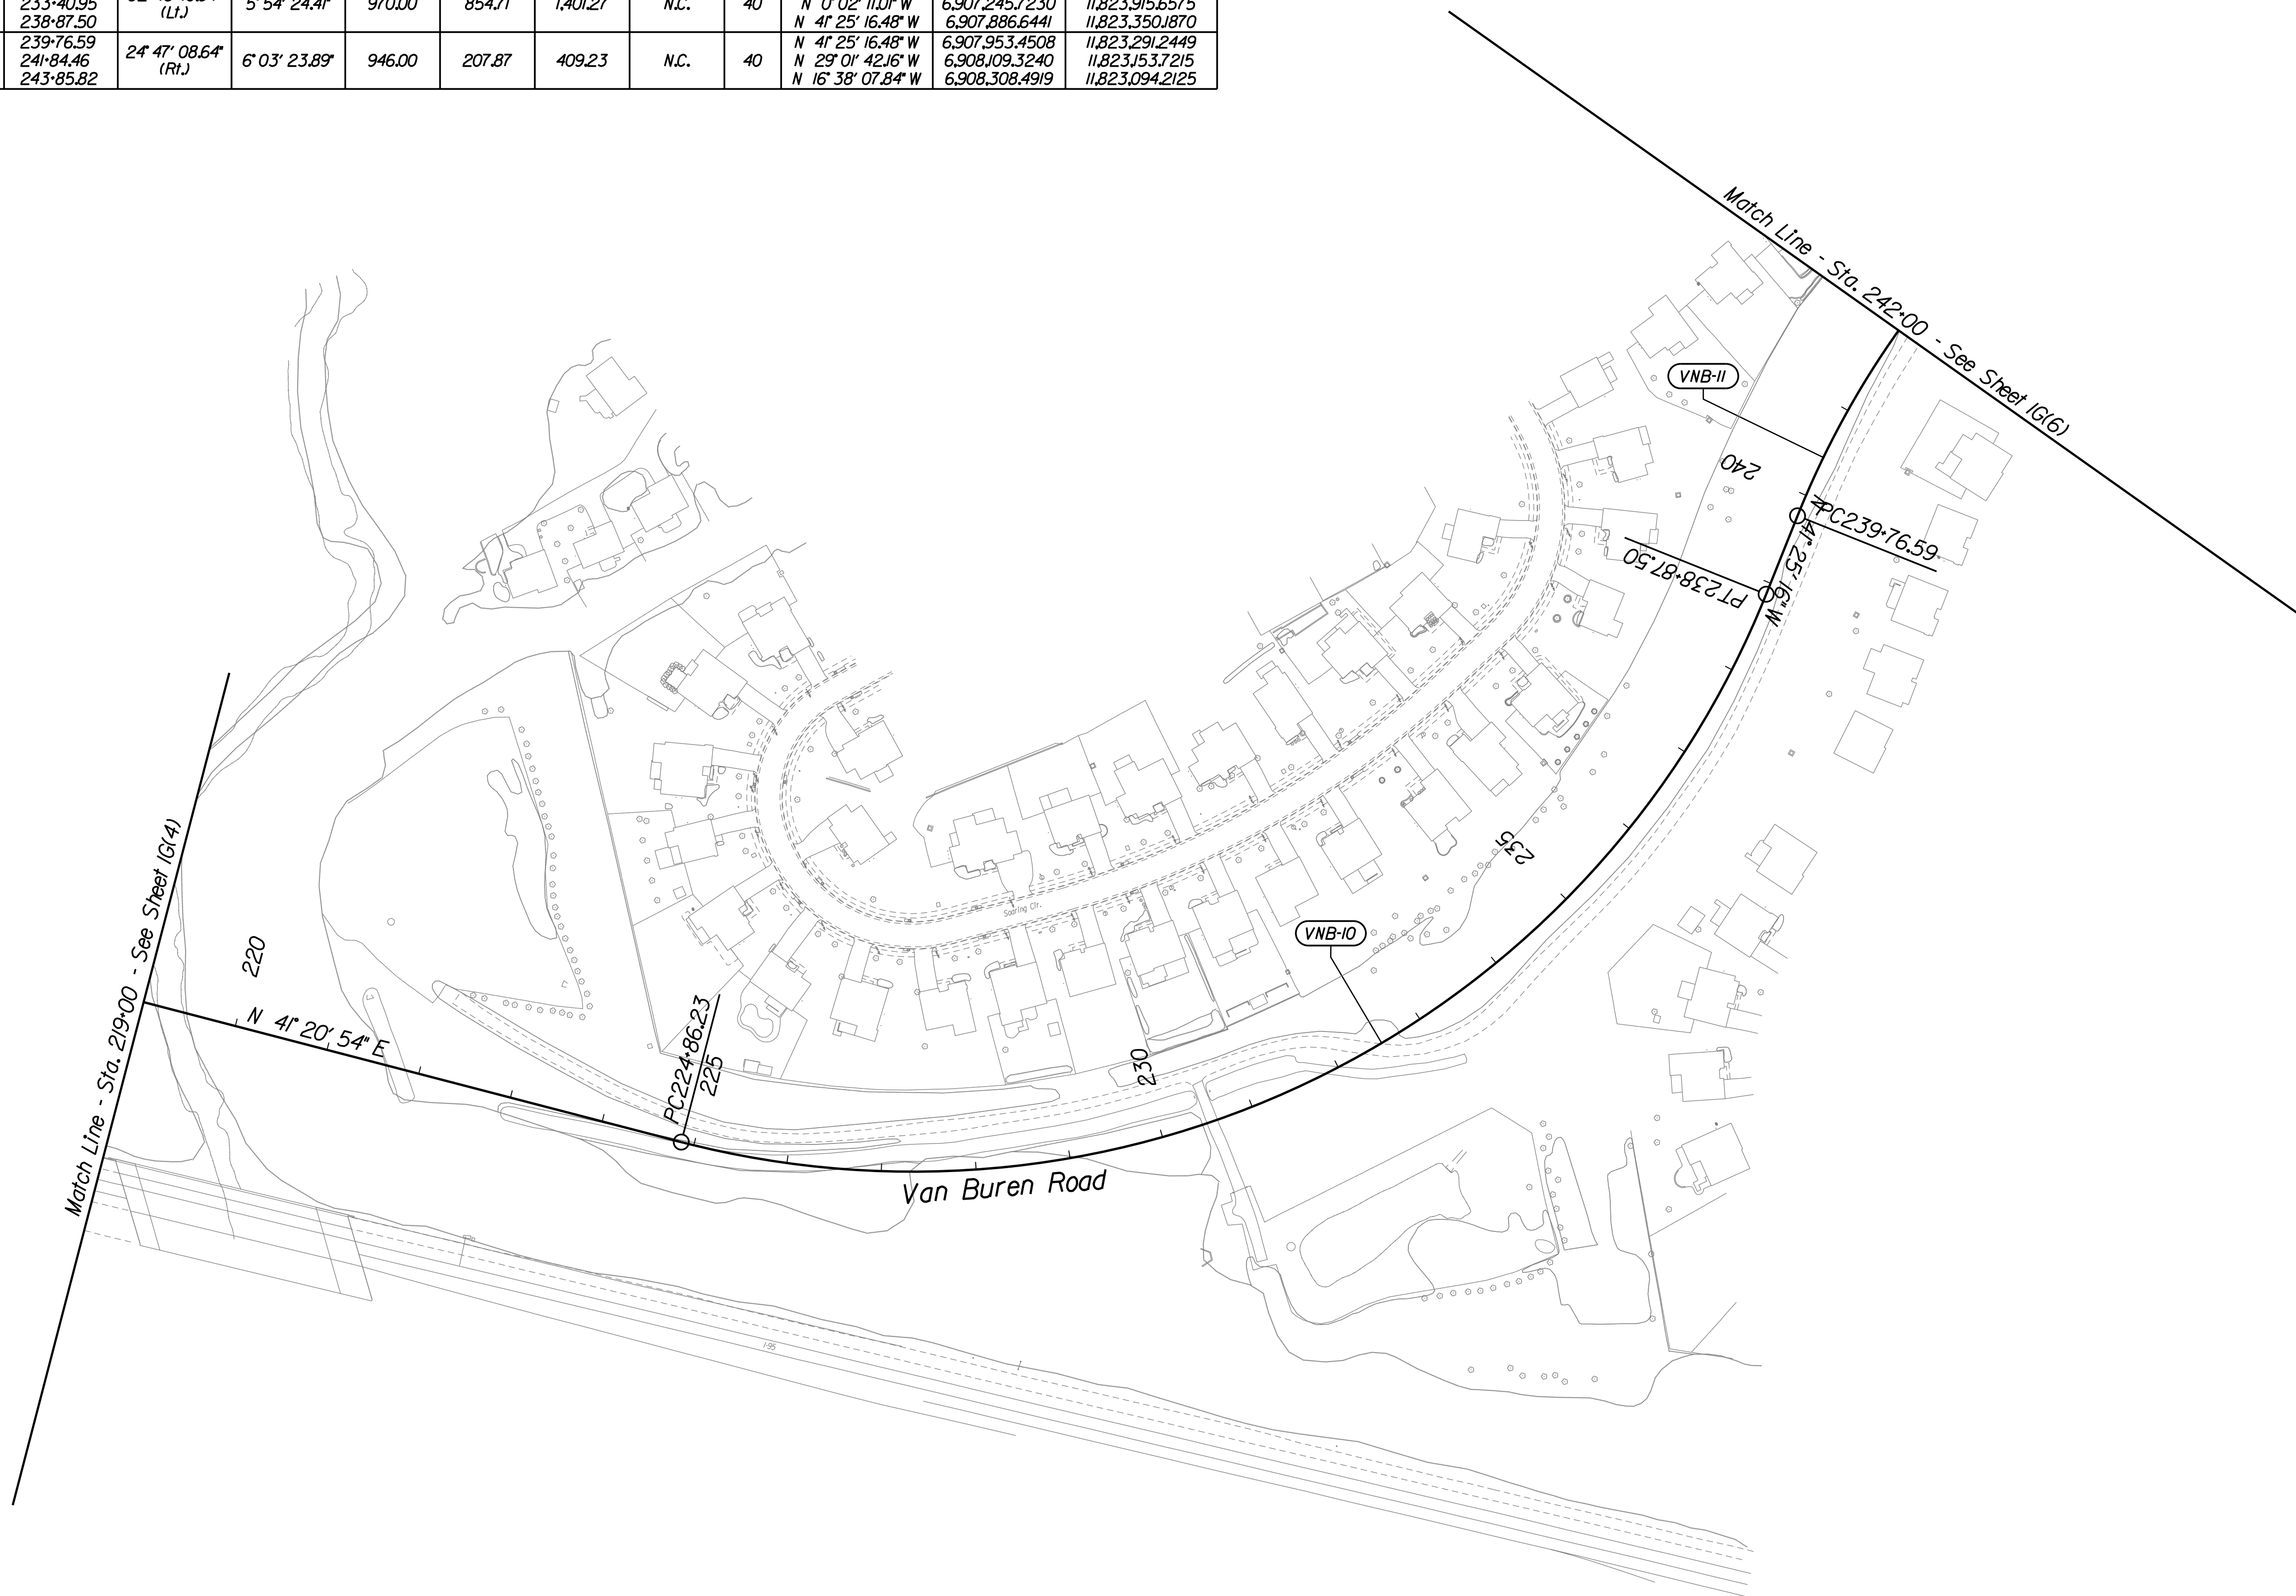 233+40.95 (Lt.) 5° 54' 24.41" 970.00 854.71 1,401.27 N.C. 40 N 0° 02' 11.01" W 6,907,245.7230 11,823,915.6575
238+87.50 N 41° 25' 16.48" W 6,907,886.6441 11,823,350.1870
239+76.59 N 41° 25' 16.48" W 6,907,953.4508 11,823,291.2449
241+84.46 24° 47' 08.64" (Rt.) 6° 03' 23.89" 946.00 207.87 409.23 N.C. 40 N 29° 01' 42.16" W 6,908,109.3240 11,823,153.7215
243+85.82 N 16° 38' 07.84" W 6,908,308.4919 11,823,094.2125
Match Line - Sta. 242+00 - See Sheet 1G(6)
VNB-11
240
PC239+76.59
N 41° 25' 16" W
PT238+87.50
235
VNB-10
Soaring Cir.
230
Match Line - Sta. 219+00 - See Sheet 1G(4)
220
N 41° 20' 54" E
PC224+86.23
225
Van Buren Road
I-95